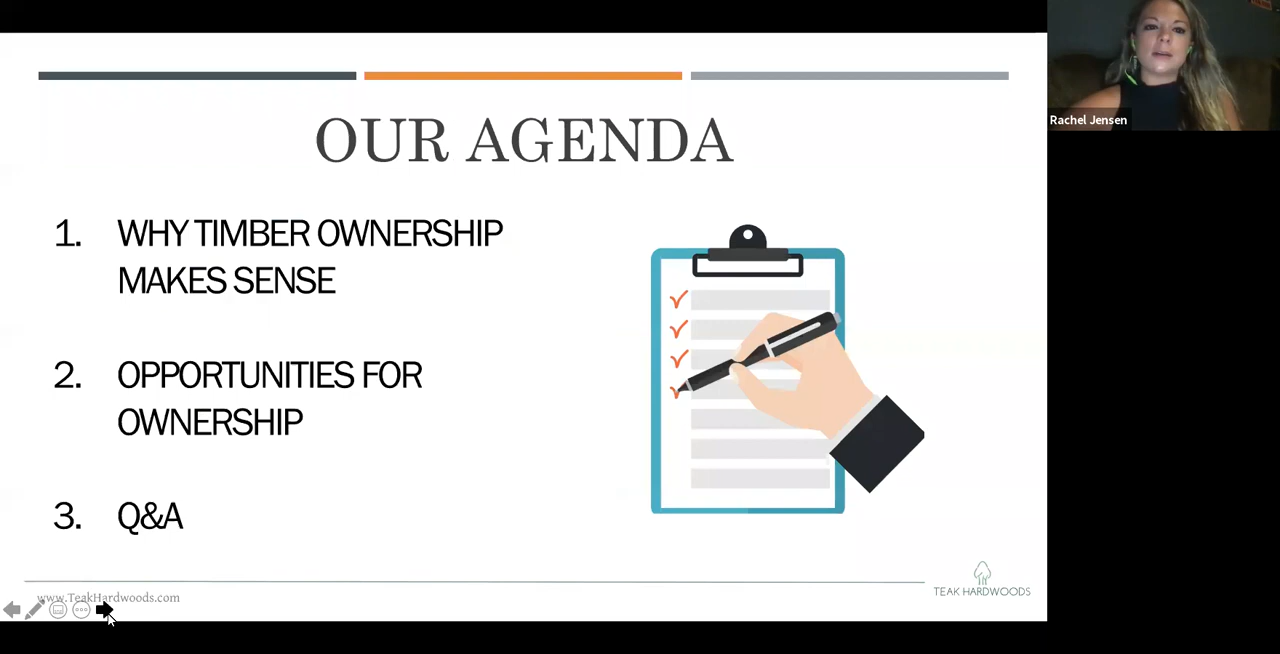 OUR AGENDA
1. WHY TIMBER OWNERSHIP
MAKES SENSE
2. OPPORTUNITIES FOR
OWNERSHIP
3. Q&A
www.TeakHardwoods.com
TEAK HARDWOODS
Rachel Jensen